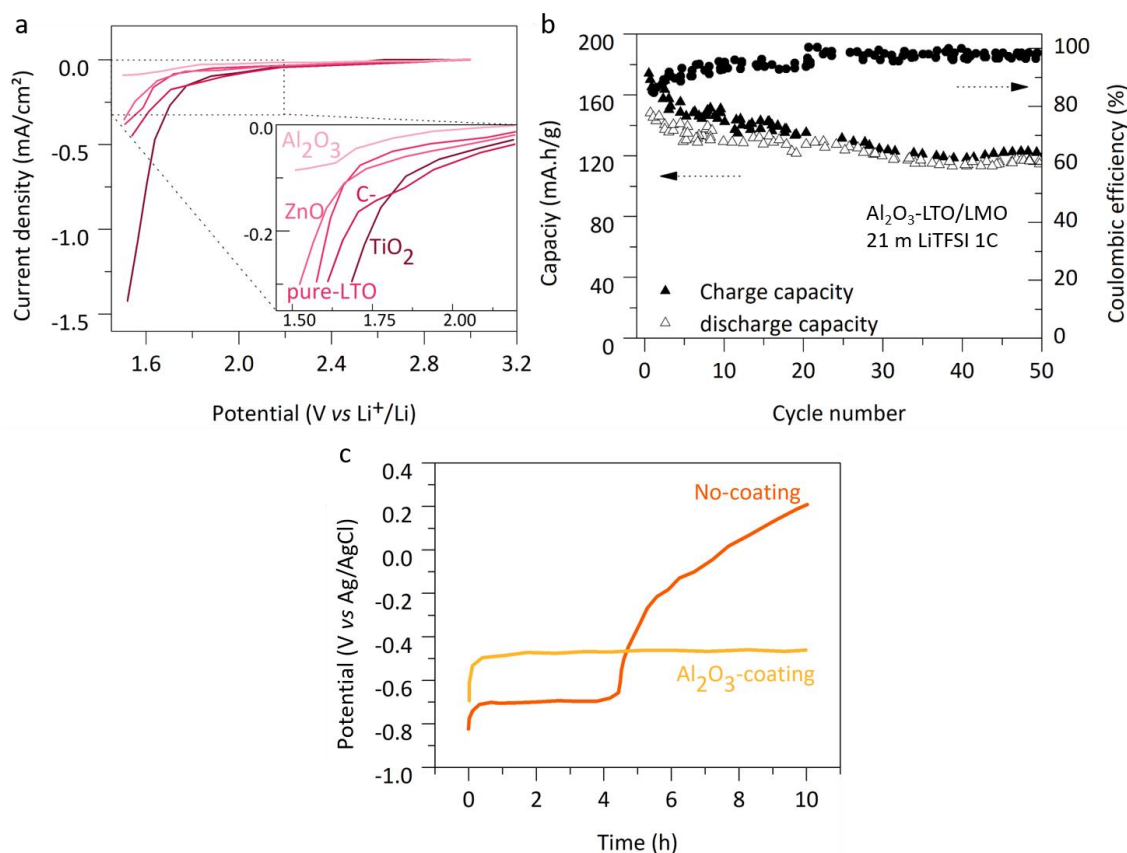 a
Current density (mA/cm²)
0.0
-0.5
-1.0
-1.5
1.6
2.0
2.4
2.8
3.2
Potential (V vs Li⁺/Li)
0.0
-0.2
1.50
1.75
2.00
Al₂O₃
ZnO
C-
TiO₂
pure-LTO
b
Capaciy (mA.h/g)
200
160
120
80
40
0
100
80
60
40
20
0
Coulombic efficiency (%)
Al₂O₃-LTO/LMO
21 m LiTFSI 1C
Charge capacity
discharge capacity
0
10
20
30
40
50
Cycle number
c
Potential (V vs Ag/AgCl)
0.4
0.2
0.0
-0.2
-0.4
-0.6
-0.8
-1.0
No-coating
Al₂O₃-coating
0
2
4
6
8
10
Time (h)